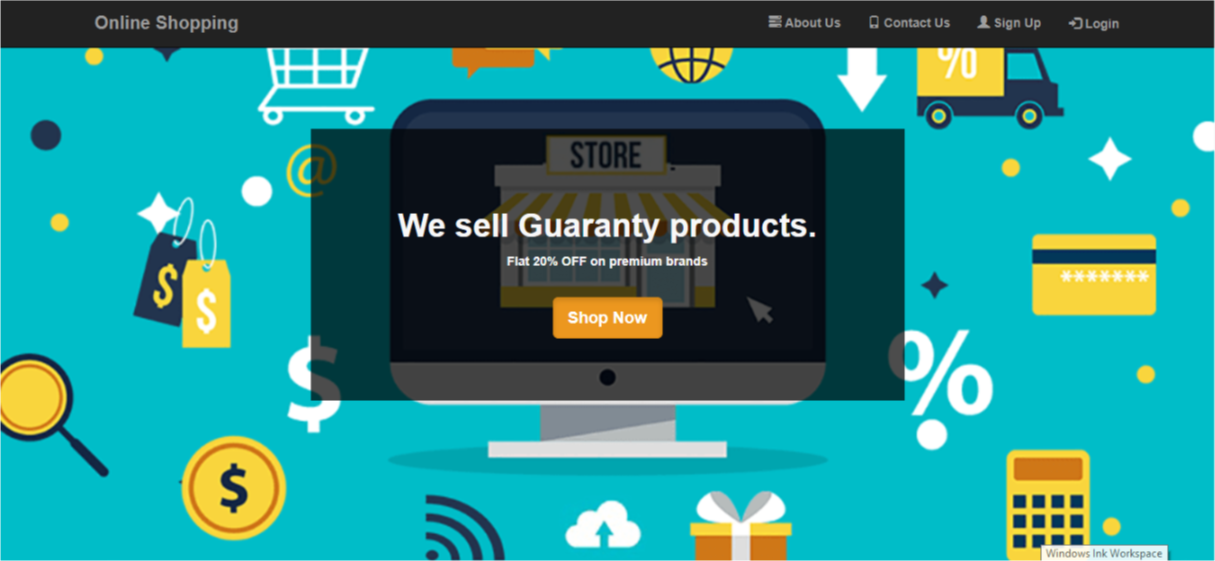 Online Shopping
About Us
Contact Us
Sign Up
Login
%
@
STORE
We sell Guaranty products.
Flat 20% OFF on premium brands
Shop Now
$
$
*******
$
%
$
Windows Ink Workspace